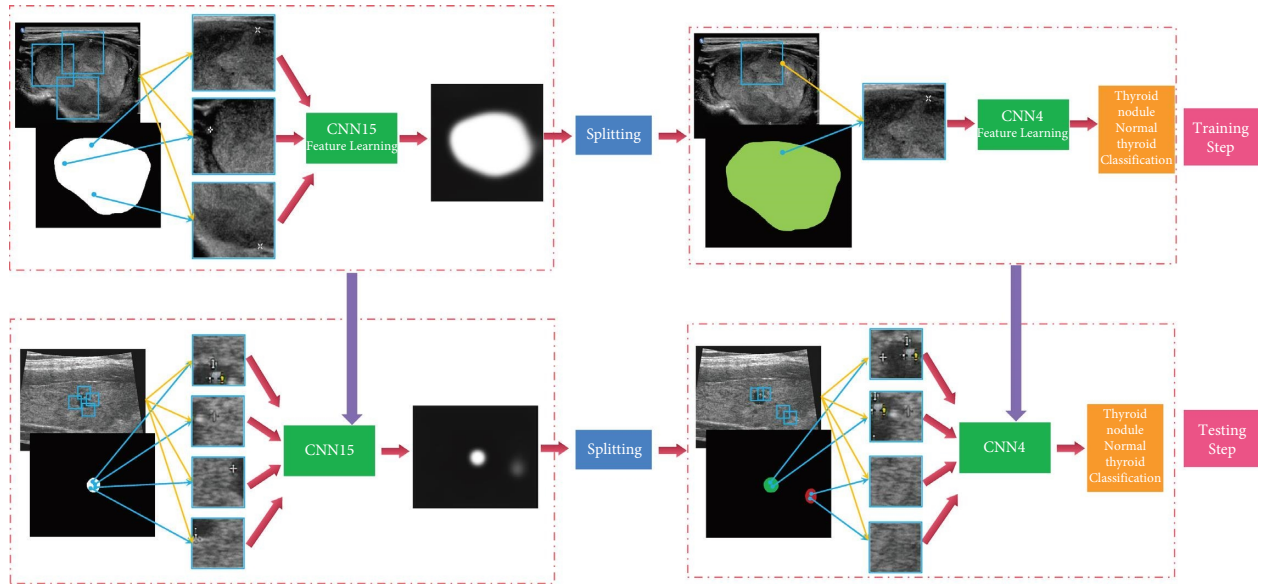 CNN15
Feature Learning
Splitting
CNN4
Feature Learning
Thyroid
nodule
Normal
thyroid
Classification
Training
Step
CNN15
Splitting
CNN4
Thyroid
nodule
Normal
thyroid
Classification
Testing
Step